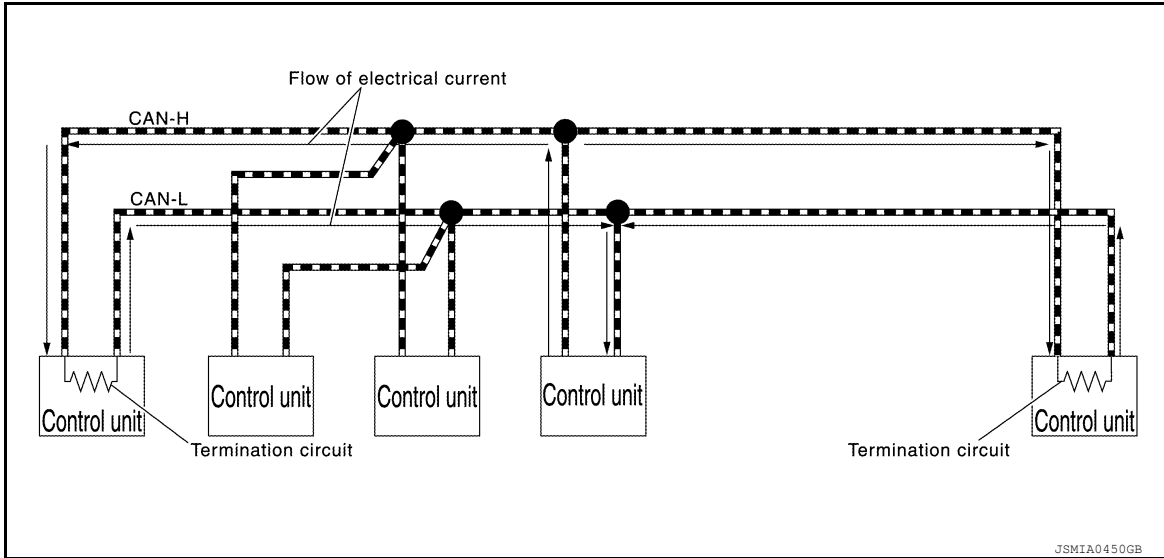 Flow of electrical current
CAN-H
CAN-L
Control unit
Control unit
Control unit
Control unit
Control unit
Termination circuit
Termination circuit
JSMIA0450GB